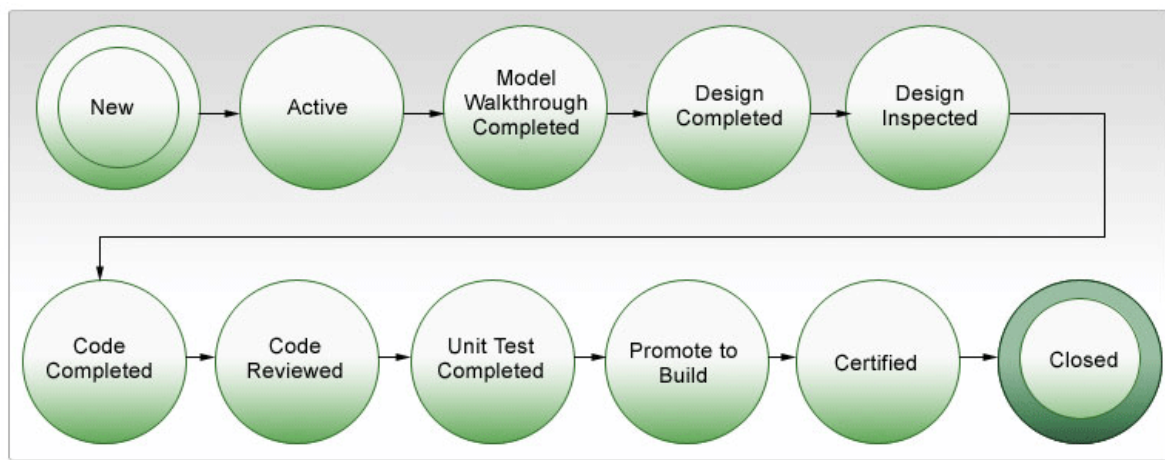 New
Active
Model
Walkthrough
Completed
Design
Completed
Design
Inspected
Code
Completed
Code
Reviewed
Unit Test
Completed
Promote to
Build
Certified
Closed